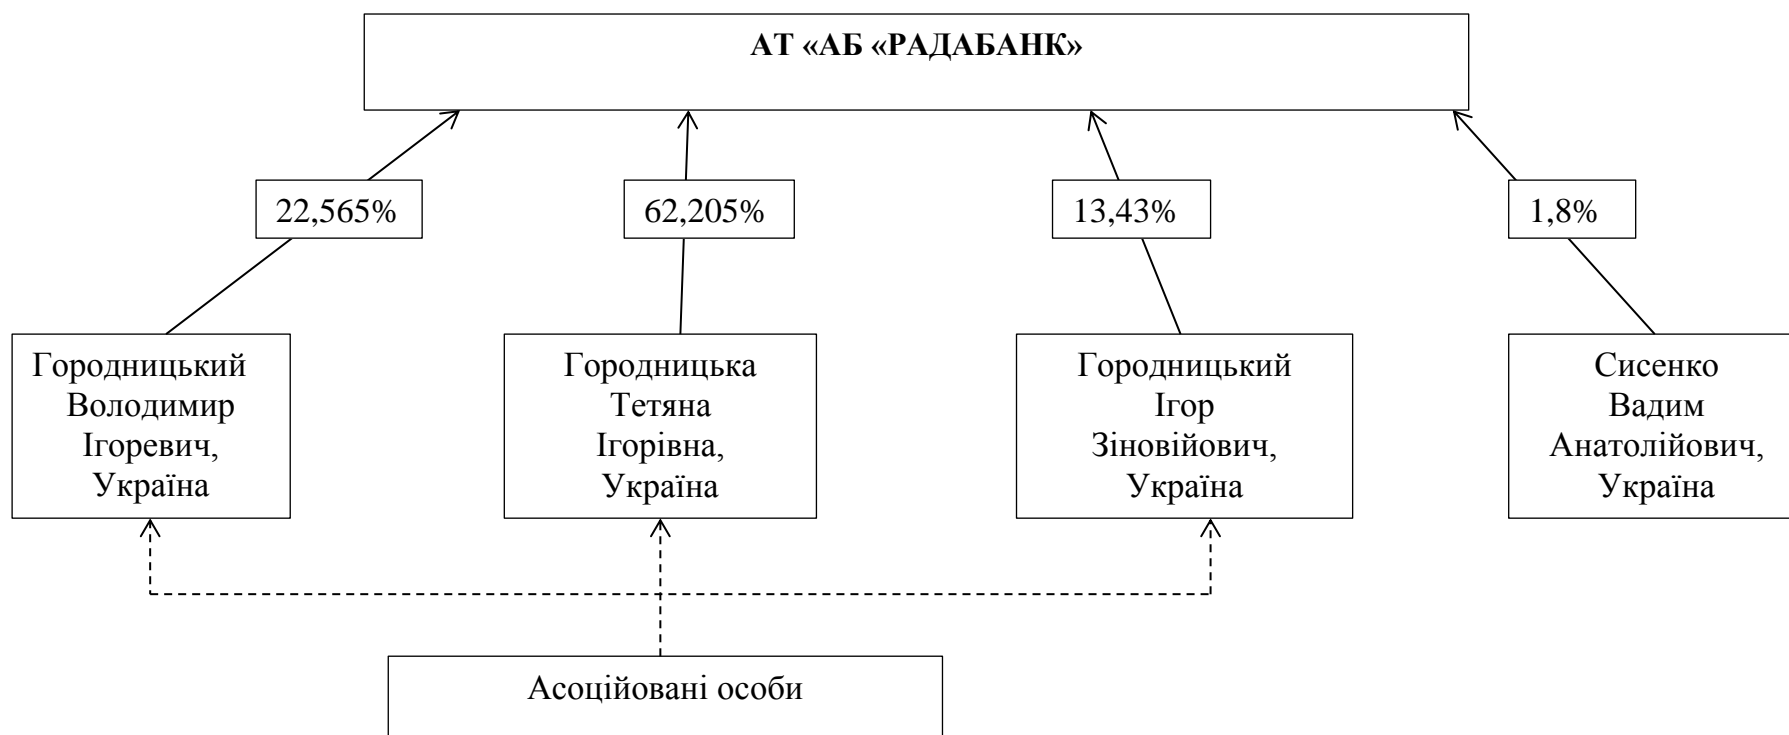 АТ «АБ «РАДАБАНК»
22,565%
62,205%
13,43%
1,8%
Городницький
Володимир
Ігоревич,
Україна
Городницька
Тетяна
Ігорівна,
Україна
Городницький
Ігор
Зіновійович,
Україна
Сисенко
Вадим
Анатолійович,
Україна
Асоційовані особи